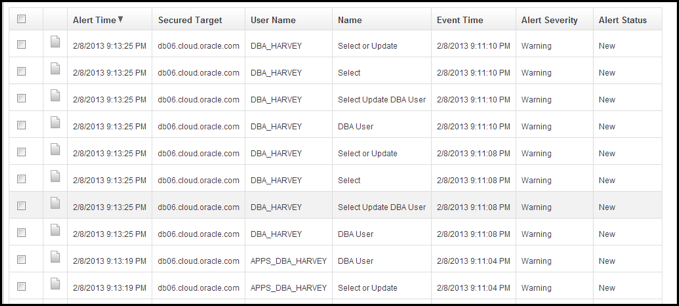 Alert Time Secured Target User Name Name Event Time Alert Severity Alert Status
2/8/2013 9:13:25 PM db06.cloud.oracle.com DBA_HARVEY Select or Update 2/8/2013 9:11:10 PM Warning New
2/8/2013 9:13:25 PM db06.cloud.oracle.com DBA_HARVEY Select 2/8/2013 9:11:10 PM Warning New
2/8/2013 9:13:25 PM db06.cloud.oracle.com DBA_HARVEY Select Update DBA User 2/8/2013 9:11:10 PM Warning New
2/8/2013 9:13:25 PM db06.cloud.oracle.com DBA_HARVEY DBA User 2/8/2013 9:11:10 PM Warning New
2/8/2013 9:13:25 PM db06.cloud.oracle.com DBA_HARVEY Select or Update 2/8/2013 9:11:08 PM Warning New
2/8/2013 9:13:25 PM db06.cloud.oracle.com DBA_HARVEY Select 2/8/2013 9:11:08 PM Warning New
2/8/2013 9:13:25 PM db06.cloud.oracle.com DBA_HARVEY Select Update DBA User 2/8/2013 9:11:08 PM Warning New
2/8/2013 9:13:25 PM db06.cloud.oracle.com DBA_HARVEY DBA User 2/8/2013 9:11:08 PM Warning New
2/8/2013 9:13:19 PM db06.cloud.oracle.com APPS_DBA_HARVEY DBA User 2/8/2013 9:11:04 PM Warning New
2/8/2013 9:13:19 PM db06.cloud.oracle.com APPS_DBA_HARVEY Select or Update 2/8/2013 9:11:04 PM Warning New